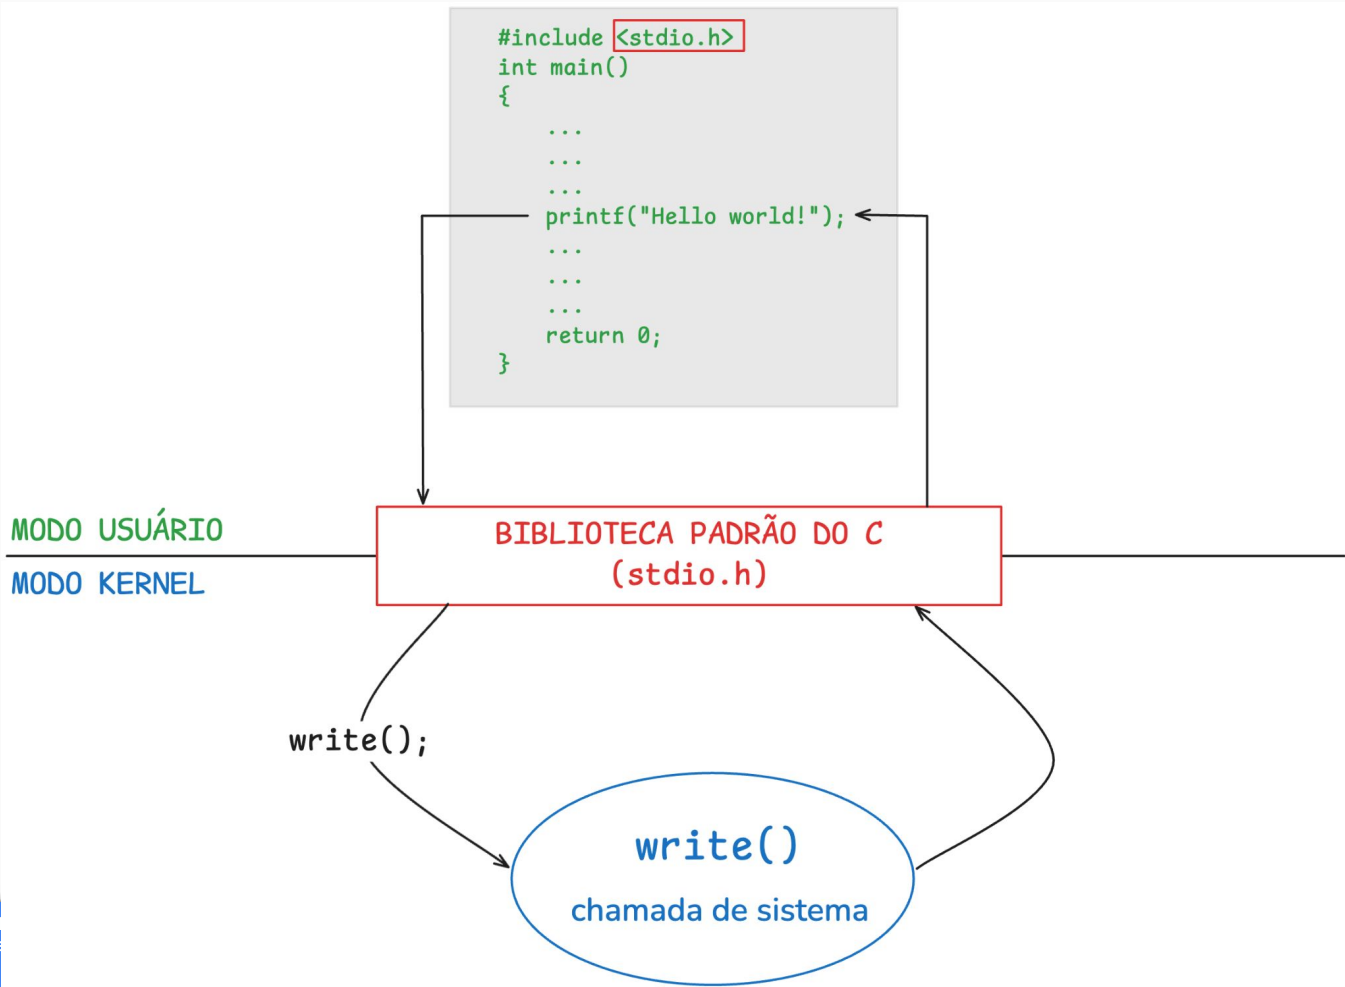 #include <stdio.h>
int main()
{
...
...
...
printf("Hello world!");
...
...
...
return 0;
}
MODO USUÁRIO
MODO KERNEL
BIBLIOTECA PADRÃO DO C
(stdio.h)
write();
write()
chamada de sistema